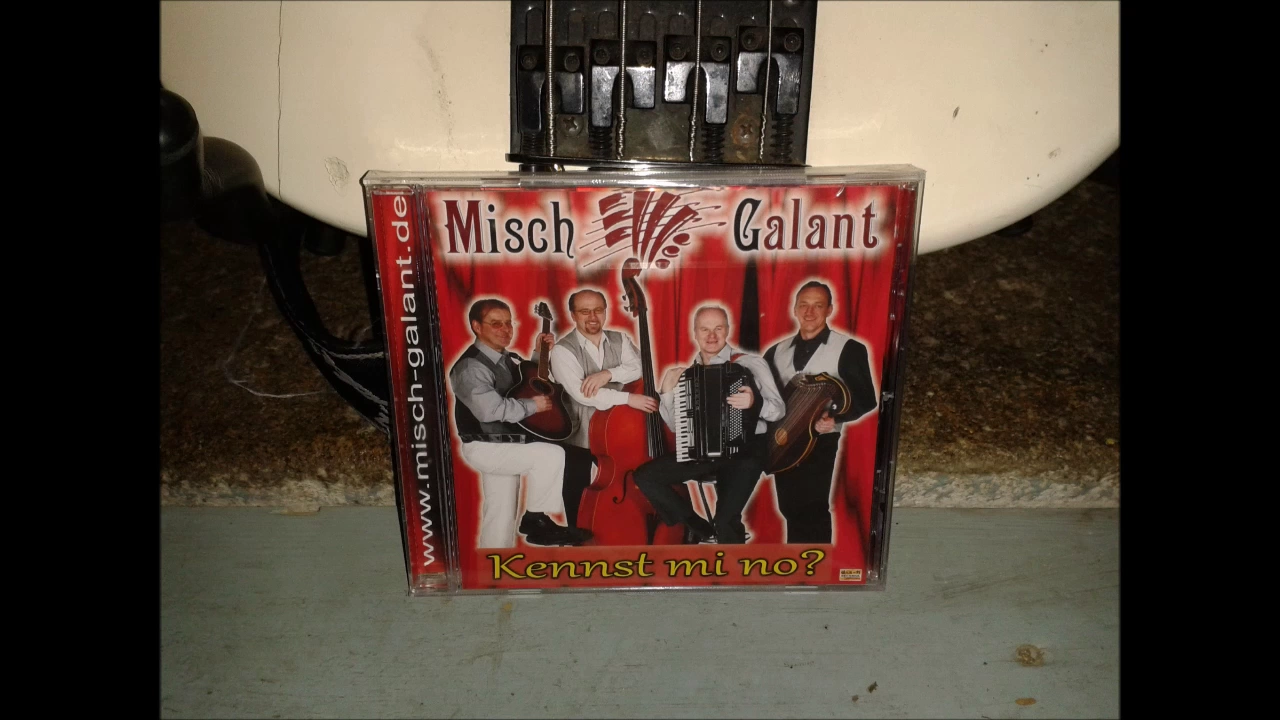 www.misch-galant.de
Misch Galant
Kennst mi no?